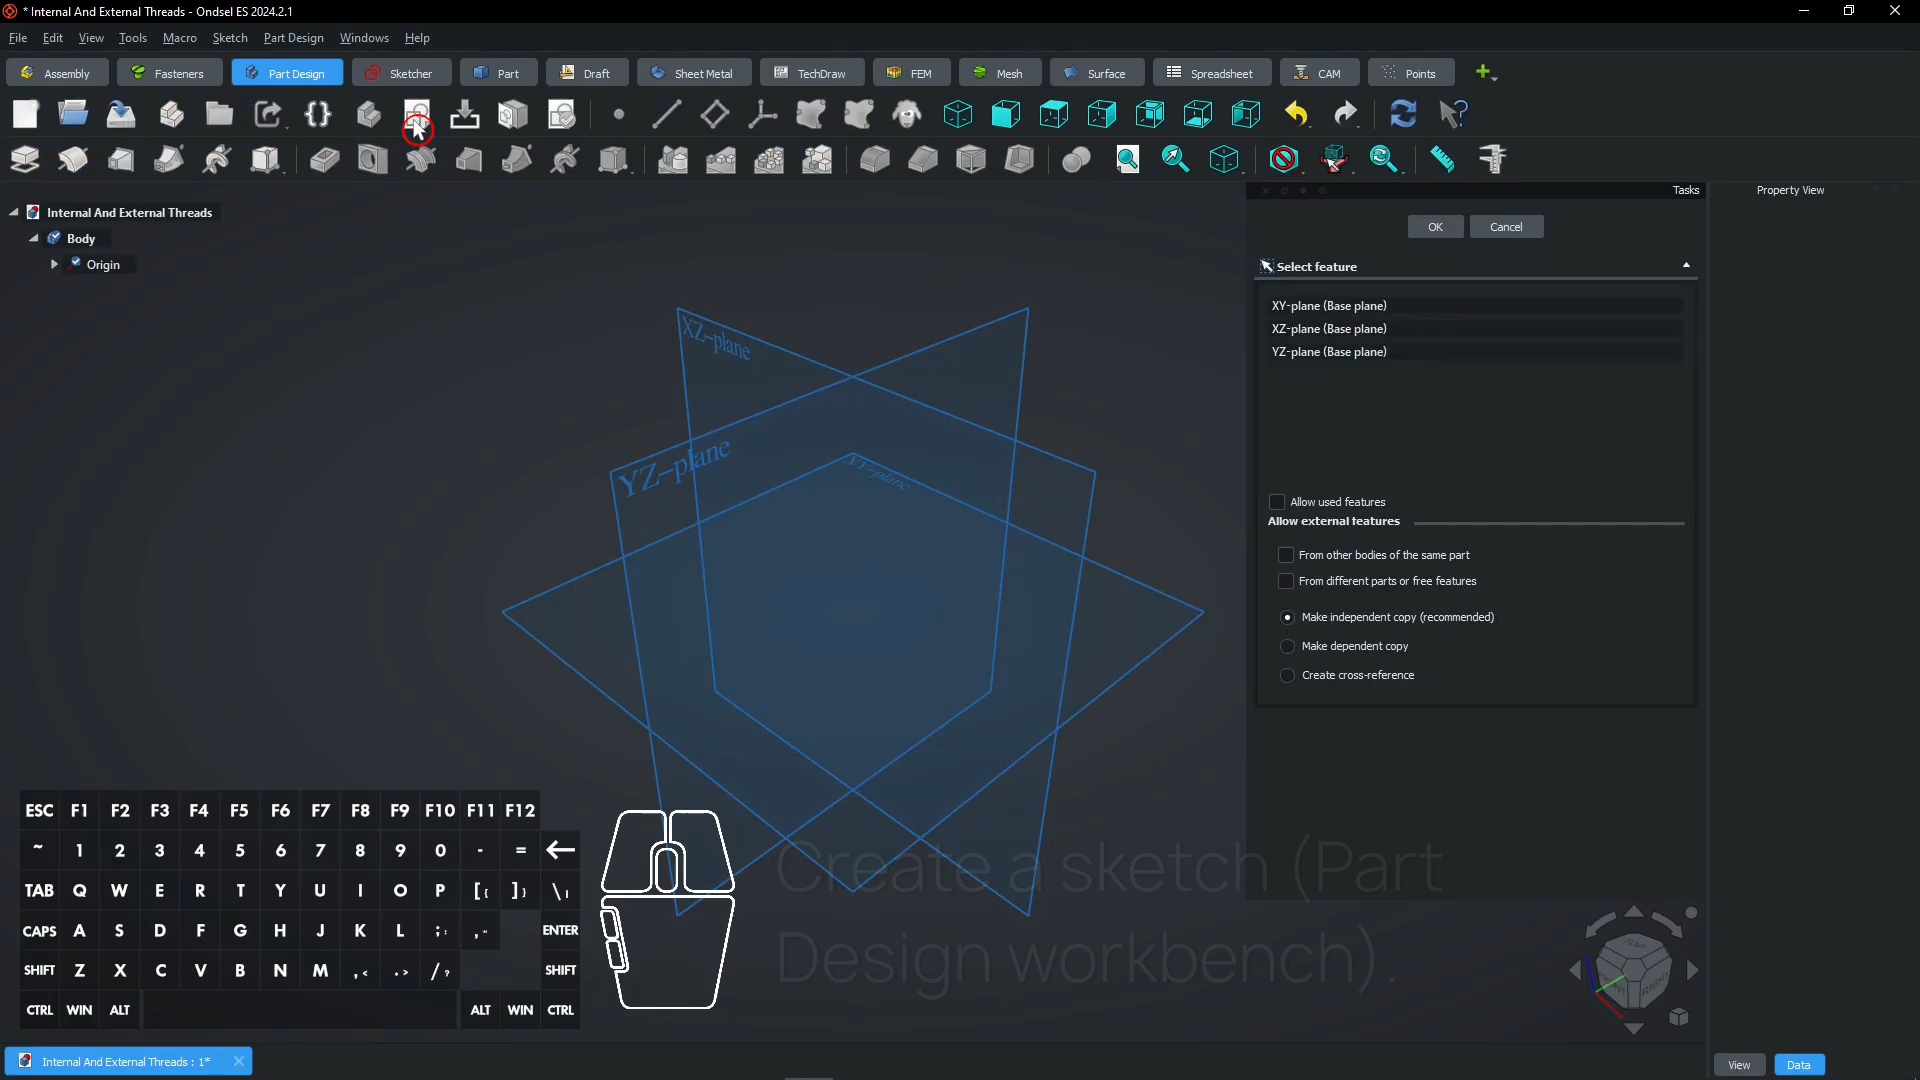 * Internal And External Threads - Ondsel ES 2024.2.1
File Edit View Tools Macro Sketch Part Design Windows Help
Assembly Fasteners Part Design Sketcher Part Draft Sheet Metal TechDraw FEM Mesh Surface Spreadsheet CAM Points
Tasks
Property View
Internal And External Threads
Body
Origin
OK Cancel
Select feature
XY-plane (Base plane)
XZ-plane (Base plane)
YZ-plane (Base plane)
XZ-plane
YZ-plane
XY-plane
Allow used features
Allow external features
From other bodies of the same part
From different parts or free features
Make independent copy (recommended)
Make dependent copy
Create cross-reference
ESC F1 F2 F3 F4 F5 F6 F7 F8 F9 F10 F11 F12
~ 1 2 3 4 5 6 7 8 9 0 - =
TAB Q W E R T Y U I O P [{ ]} \|
CAPS A S D F G H J K L ;: ," ENTER
SHIFT Z X C V B N M ,< .> /? SHIFT
CTRL WIN ALT ALT WIN CTRL
Create a sketch (Part
Design workbench).
TOP
FRONT
RIGHT
Internal And External Threads : 1*
View Data